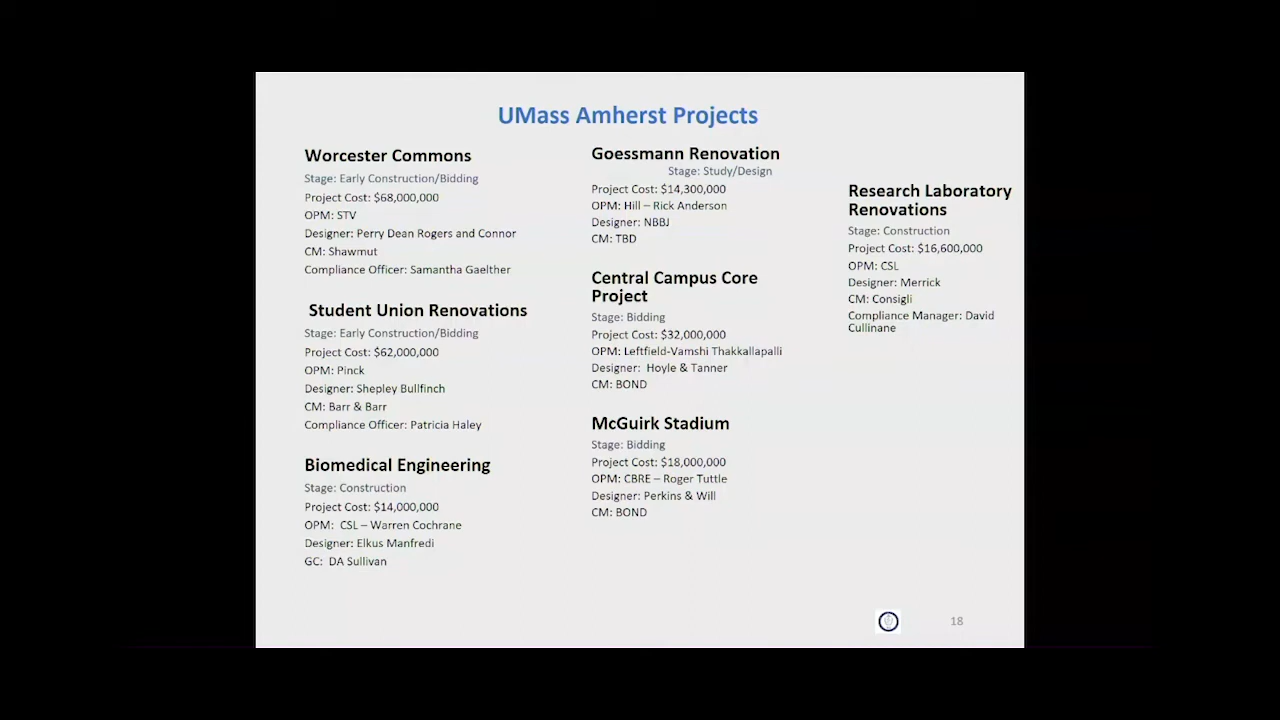 UMass Amherst Projects
Worcester Commons
Stage: Early Construction/Bidding
Project Cost: $68,000,000
OPM: STV
Designer: Perry Dean Rogers and Connor
CM: Shawmut
Compliance Officer: Samantha Gaelther
Student Union Renovations
Stage: Early Construction/Bidding
Project Cost: $62,000,000
OPM: Pinck
Designer: Shepley Bullfinch
CM: Barr & Barr
Compliance Officer: Patricia Haley
Biomedical Engineering
Stage: Construction
Project Cost: $14,000,000
OPM: CSL – Warren Cochrane
Designer: Elkus Manfredi
GC: DA Sullivan
Goessmann Renovation
Stage: Study/Design
Project Cost: $14,300,000
OPM: Hill – Rick Anderson
Designer: NBBJ
CM: TBD
Central Campus Core
Project
Stage: Bidding
Project Cost: $32,000,000
OPM: Leftfield-Vamshi Thakkallapalli
Designer: Hoyle & Tanner
CM: BOND
McGuirk Stadium
Stage: Bidding
Project Cost: $18,000,000
OPM: CBRE – Roger Tuttle
Designer: Perkins & Will
CM: BOND
Research Laboratory
Renovations
Stage: Construction
Project Cost: $16,600,000
OPM: CSL
Designer: Merrick
CM: Consigli
Compliance Manager: David
Cullinane
18